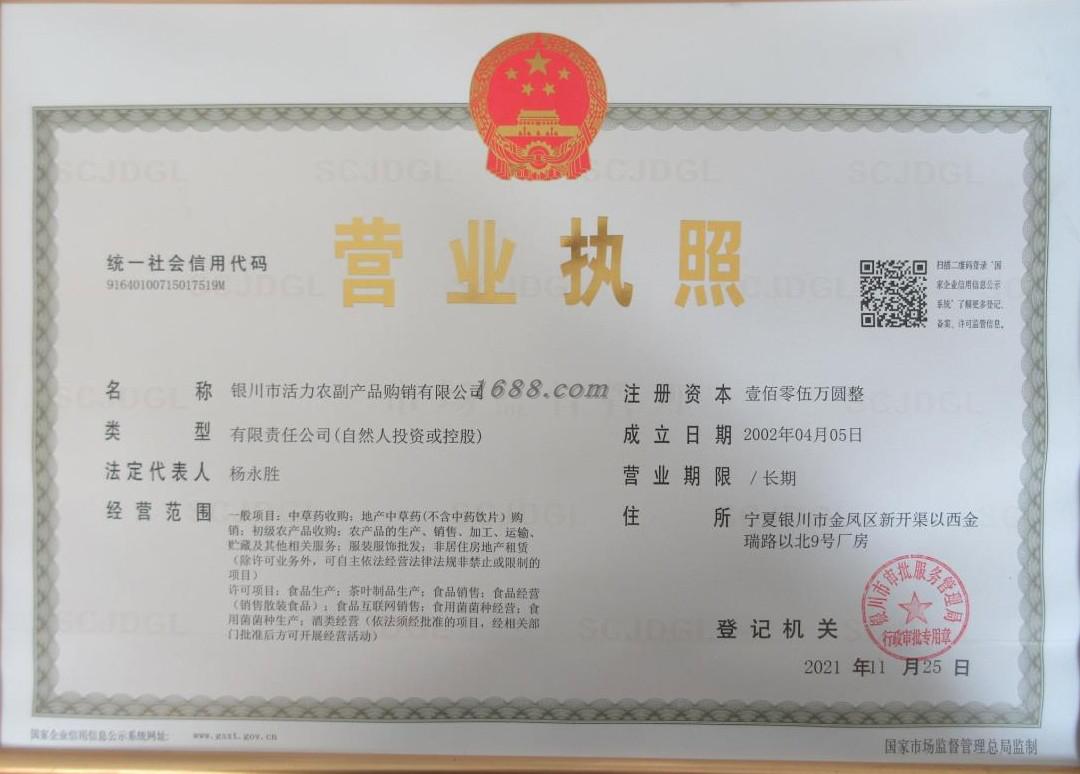 营业执照
统一社会信用代码
91640100715017519M
扫描二维码登录“国
家企业信用信息公示
系统”了解更多登记、
备案、许可监管信息。
名 称 银川市活力农副产品购销有限公司
1688.com
类 型 有限责任公司(自然人投资或控股)
法定代表人 杨永胜
经营范围 一般项目：中草药收购；地产中草药(不含中药饮片）购
销；初级农产品收购；农产品的生产、销售、加工、运输、
贮藏及其他相关服务；服装服饰批发；非居住房地产租赁
（除许可业务外，可自主依法经营法律法规非禁止或限制的
项目）
许可项目：食品生产；茶叶制品生产；食品销售；食品经营
（销售散装食品）；食品互联网销售；食用菌菌种经营；食
用菌菌种生产；酒类经营（依法须经批准的项目，经相关部
门批准后方可开展经营活动）
注册资本 壹佰零伍万圆整
成立日期 2002年04月05日
营业期限 / 长期
住 所 宁夏银川市金凤区新开渠以西金
瑞路以北9号厂房
登记机关
银川市审批服务管理局
行政审批专用章
2021 年11 月25 日
国家企业信用信息公示系统网址： www.gsxt.gov.cn
国家市场监督管理总局监制
SCJDGL SCJDGL SCJDGL SCJDGL